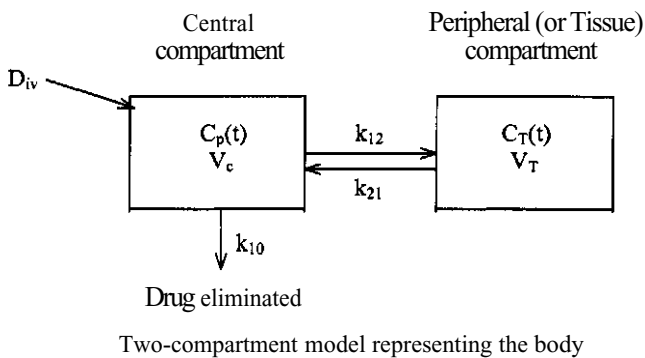 Central
compartment
Peripheral (or Tissue)
compartment
D_iv
C_p(t)
V_c
k_12
k_21
C_T(t)
V_T
k_10
Drug eliminated
Two-compartment model representing the body